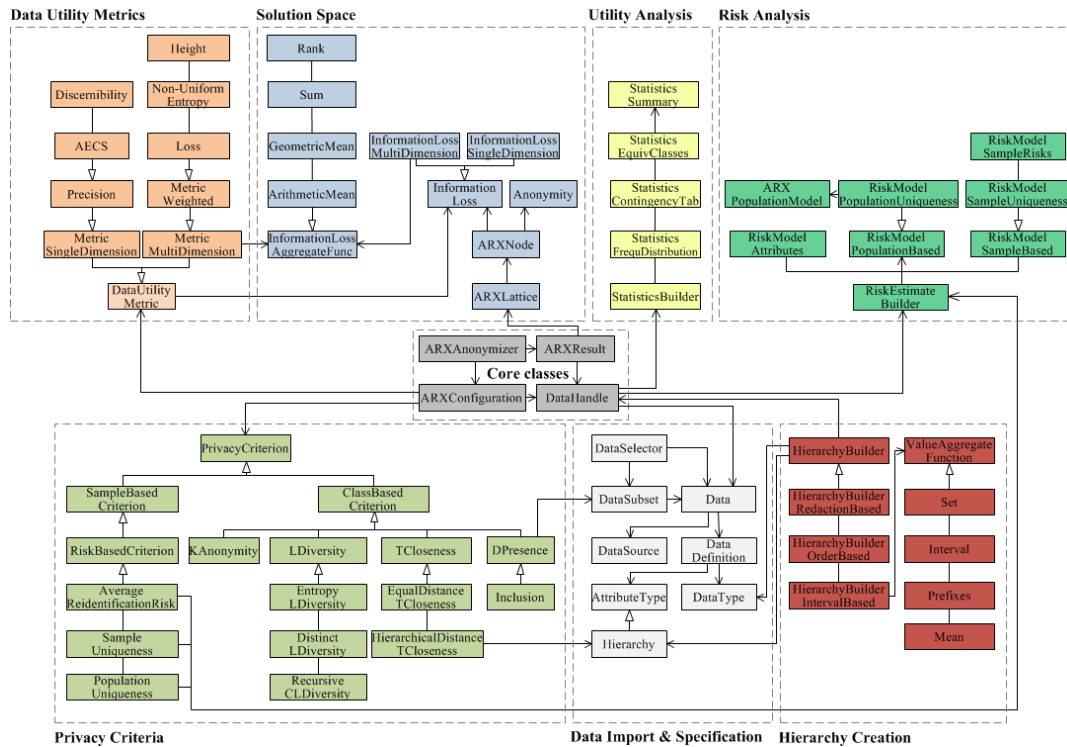 Data Utility Metrics
Solution Space
Utility Analysis
Risk Analysis
Height
Discernibility
Non-Uniform
Entropy
AECS
Loss
Precision
Metric
Weighted
Metric
SingleDimension
Metric
MultiDimension
DataUtility
Metric
Rank
Sum
GeometricMean
ArithmeticMean
InformationLoss
AggregateFunc
InformationLoss
MultiDimension
InformationLoss
SingleDimension
Information
Loss
Anonymity
ARXNode
ARXLattice
Statistics
Summary
Statistics
EquivClasses
Statistics
ContingencyTab
Statistics
FrequDistribution
StatisticsBuilder
RiskModel
SampleRisks
ARX
PopulationModel
RiskModel
PopulationUniqueness
RiskModel
SampleUniqueness
RiskModel
Attributes
RiskModel
PopulationBased
RiskModel
SampleBased
RiskEstimate
Builder
ARXAnonymizer
ARXResult
Core classes
ARXConfiguration
DataHandle
PrivacyCriterion
SampleBased
Criterion
ClassBased
Criterion
RiskBasedCriterion
KAnonymity
LDiversity
TCloseness
DPresence
Average
ReidentificationRisk
Entropy
LDiversity
EqualDistance
TCloseness
Inclusion
Sample
Uniqueness
Distinct
LDiversity
HierarchicalDistance
TCloseness
Population
Uniqueness
Recursive
CLDiversity
DataSelector
DataSubset
Data
DataSource
Data
Definition
AttributeType
DataType
Hierarchy
HierarchyBuilder
ValueAggregate
Function
HierarchyBuilder
RedactionBased
Set
HierarchyBuilder
OrderBased
Interval
HierarchyBuilder
IntervalBased
Prefixes
Mean
Privacy Criteria
Data Import & Specification
Hierarchy Creation